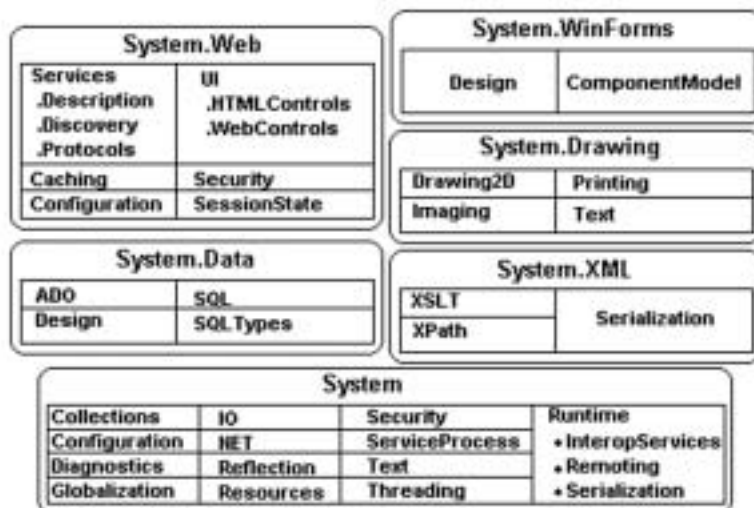 System.Web
Services
.Description
.Discovery
.Protocols
UI
.HTMLControls
.WebControls
Caching
Security
Configuration
SessionState
System.WinForms
Design
ComponentModel
System.Drawing
Drawing2D
Printing
Imaging
Text
System.Data
ADO
SQL
Design
SQLTypes
System.XML
XSLT
XPath
Serialization
System
Collections
IO
Security
Configuration
NET
ServiceProcess
Diagnostics
Reflection
Text
Globalization
Resources
Threading
Runtime
• InteropServices
• Remoting
• Serialization